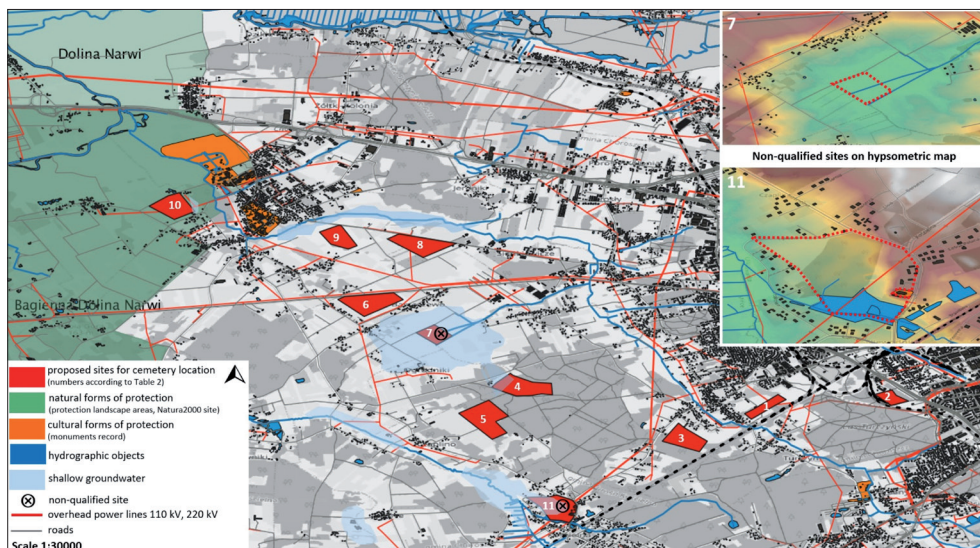 Dolina Narwi
Bagienna Dolina Narwi
10
9
8
6
7
4
5
3
1
2
11
7
Non-qualified sites on hypsometric map
11
proposed sites for cemetery location
(numbers according to Table 2)
natural forms of protection
(protection landscape areas, Natura2000 site)
cultural forms of protection
(monuments record)
hydrographic objects
shallow groundwater
non-qualified site
overhead power lines 110 kV, 220 kV
roads
Scale 1:30000